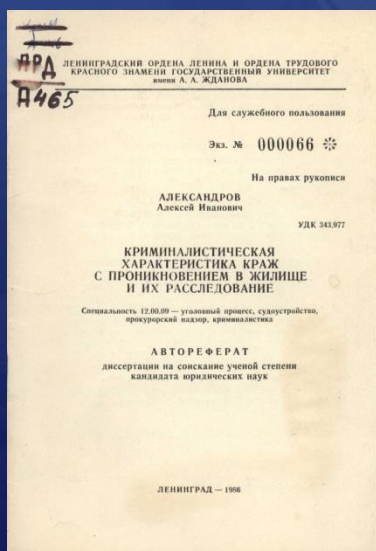 АРД
А465
ЛЕНИНГРАДСКИЙ ОРДЕНА ЛЕНИНА И ОРДЕНА ТРУДОВОГО
КРАСНОГО ЗНАМЕНИ ГОСУДАРСТВЕННЫЙ УНИВЕРСИТЕТ
имени А. А. ЖДАНОВА
Для служебного пользования
Экз. № 000066
На правах рукописи
АЛЕКСАНДРОВ
Алексей Иванович
УДК 343.977
КРИМИНАЛИСТИЧЕСКАЯ
ХАРАКТЕРИСТИКА КРАЖ
С ПРОНИКНОВЕНИЕМ В ЖИЛИЩЕ
И ИХ РАССЛЕДОВАНИЕ
Специальность 12.00.09 — уголовный процесс, судоустройство,
прокурорский надзор, криминалистика
АВТОРЕФЕРАТ
диссертации на соискание ученой степени
кандидата юридических наук
ЛЕНИНГРАД — 1986